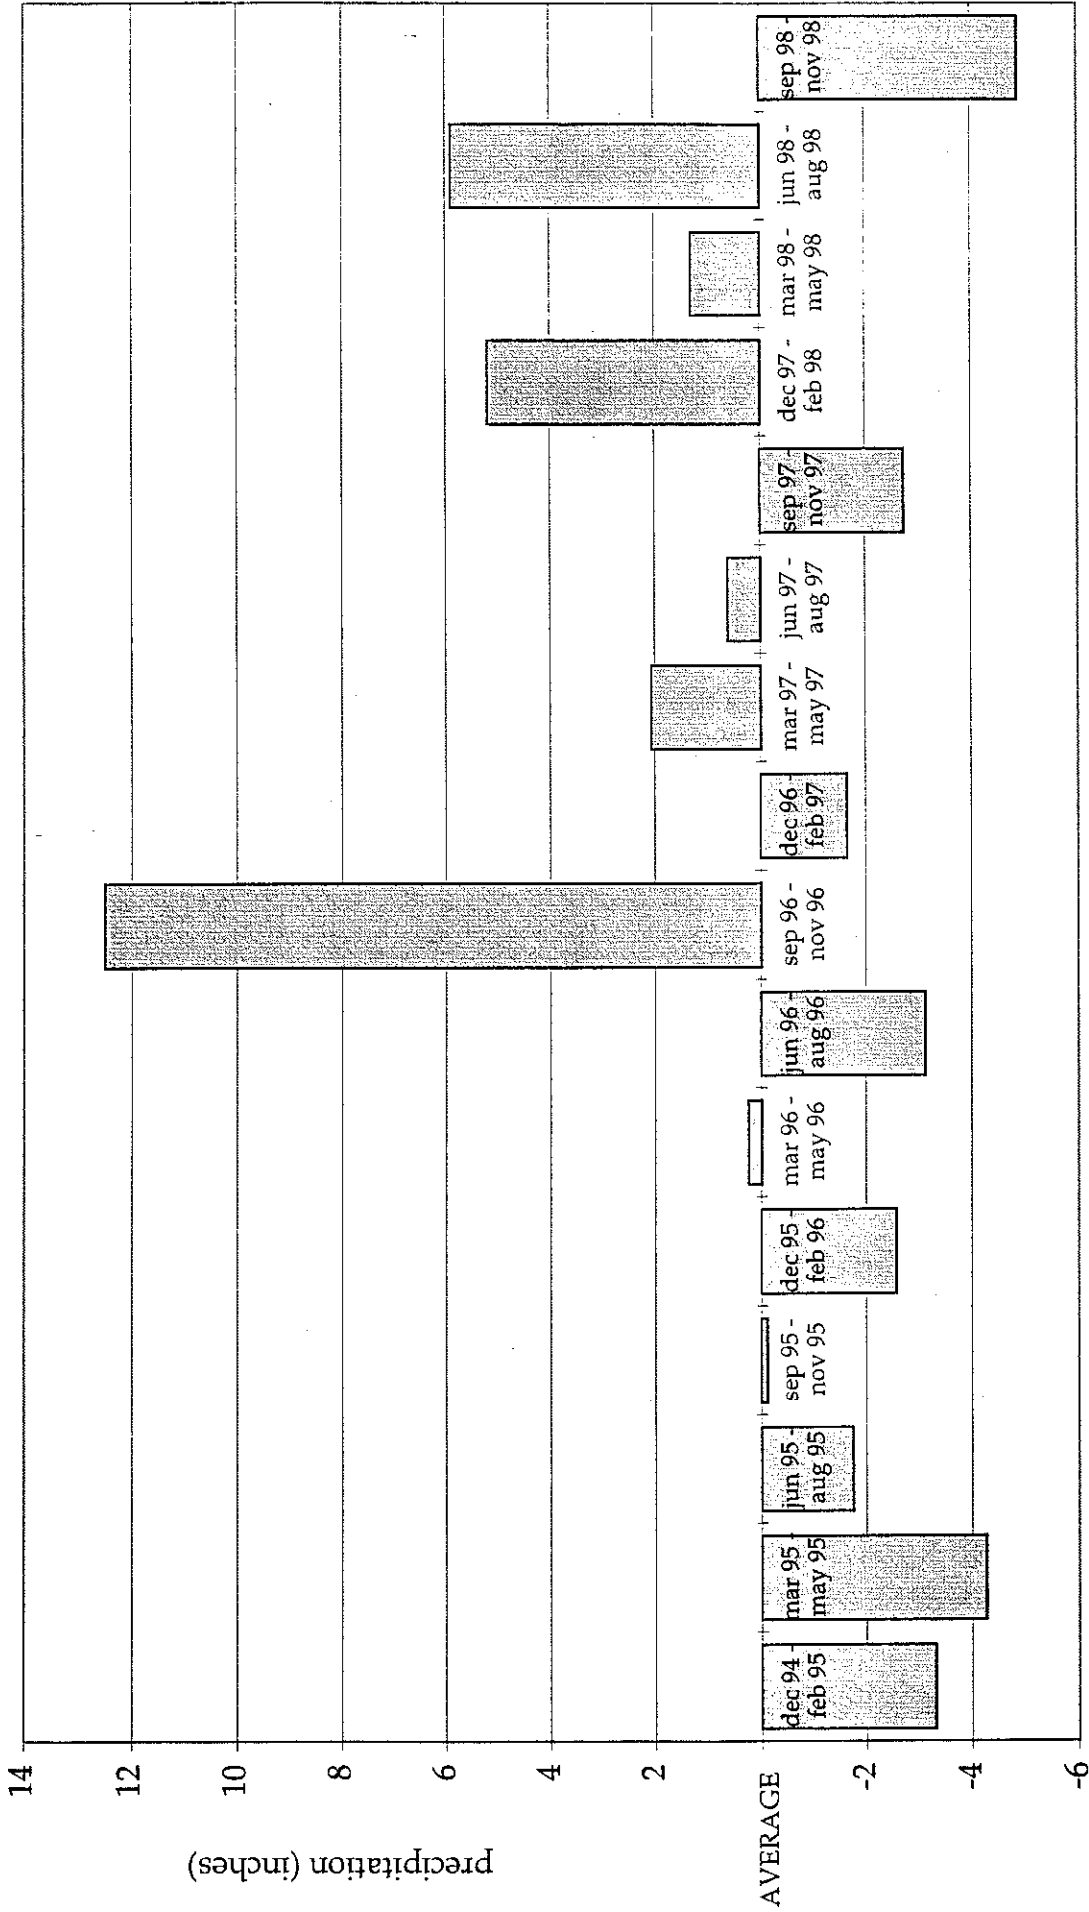 precipitation (inches)
14
12
10
8
6
4
2
AVERAGE
-2
-4
-6
dec 94 -
feb 95
mar 95 -
may 95
jun 95 -
aug 95
sep 95 -
nov 95
dec 95 -
feb 96
mar 96 -
may 96
jun 96 -
aug 96
sep 96 -
nov 96
dec 96 -
feb 97
mar 97 -
may 97
jun 97 -
aug 97
sep 97 -
nov 97
dec 97 -
feb 98
mar 98 -
may 98
jun 98 -
aug 98
sep 98 -
nov 98